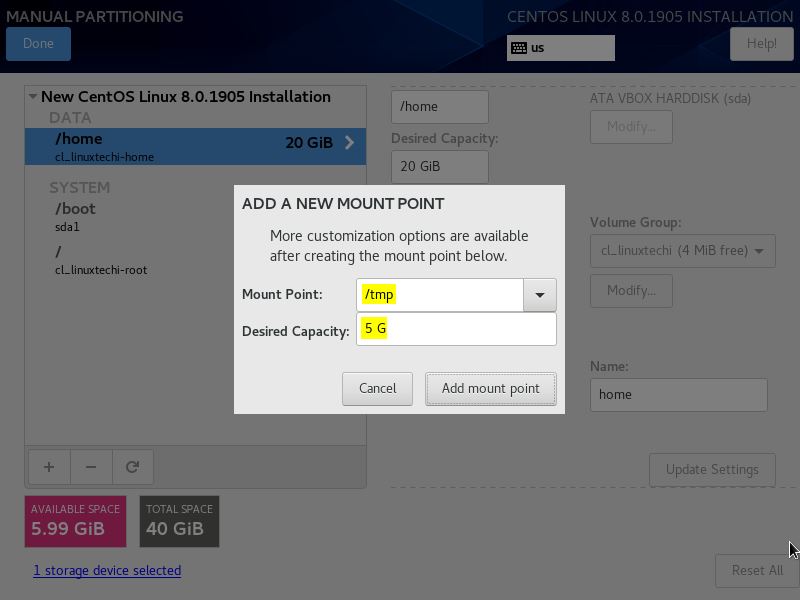 MANUAL PARTITIONING
CENTOS LINUX 8.0.1905 INSTALLATION
Done
us
Help!
New CentOS Linux 8.0.1905 Installation
DATA
/home
cl_linuxtechi-home
20 GiB
SYSTEM
/boot
sda1
/
cl_linuxtechi-root
/home
Desired Capacity:
20 GiB
ATA VBOX HARDDISK (sda)
Modify...
Volume Group:
cl_linuxtechi (4 MiB free)
Modify...
Name:
home
Update Settings
ADD A NEW MOUNT POINT
More customization options are available
after creating the mount point below.
Mount Point:
/tmp
Desired Capacity:
5 G
Cancel
Add mount point
+
−
AVAILABLE SPACE
5.99 GiB
TOTAL SPACE
40 GiB
1 storage device selected
Reset All